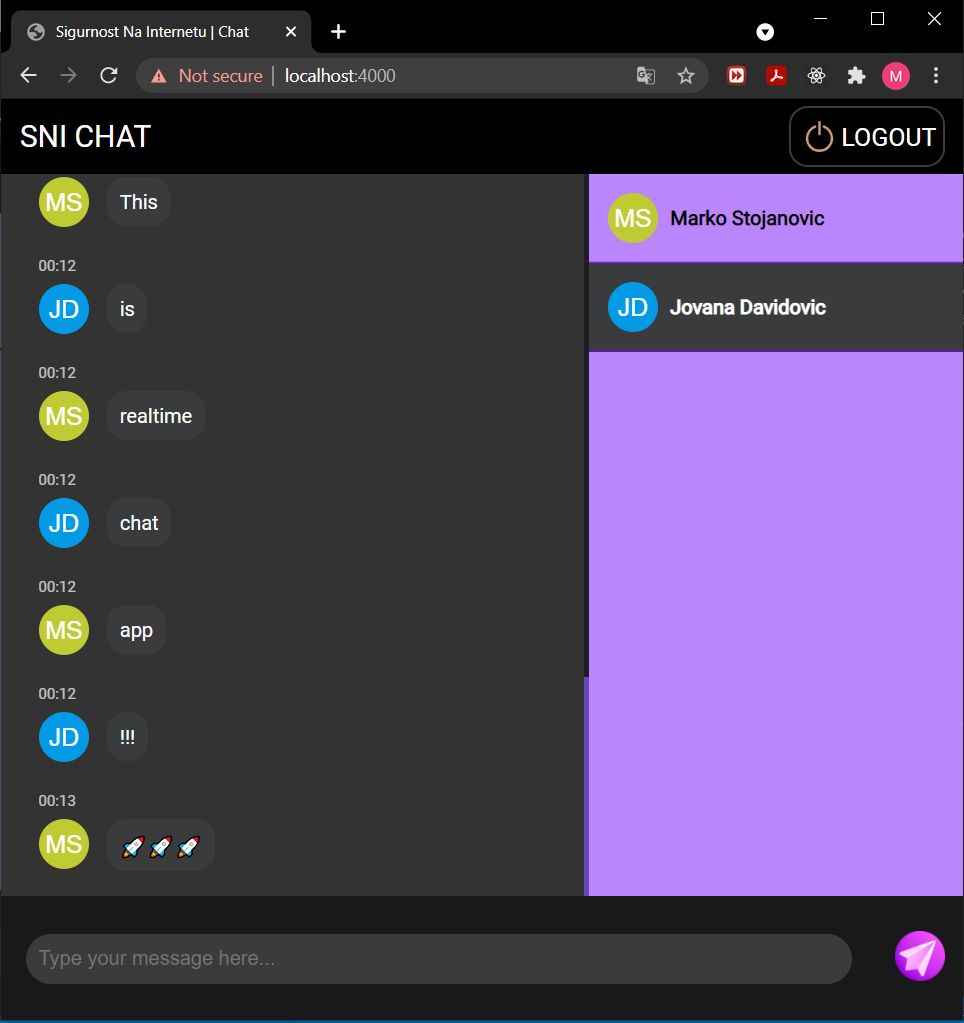 Sigurnost Na Internetu | Chat
Not secure | localhost:4000
M
SNI CHAT
LOGOUT
MS This
00:12
JD is
00:12
MS realtime
00:12
JD chat
00:12
MS app
00:12
JD !!!
00:13
MS 🚀🚀🚀
MS Marko Stojanovic
JD Jovana Davidovic
Type your message here...